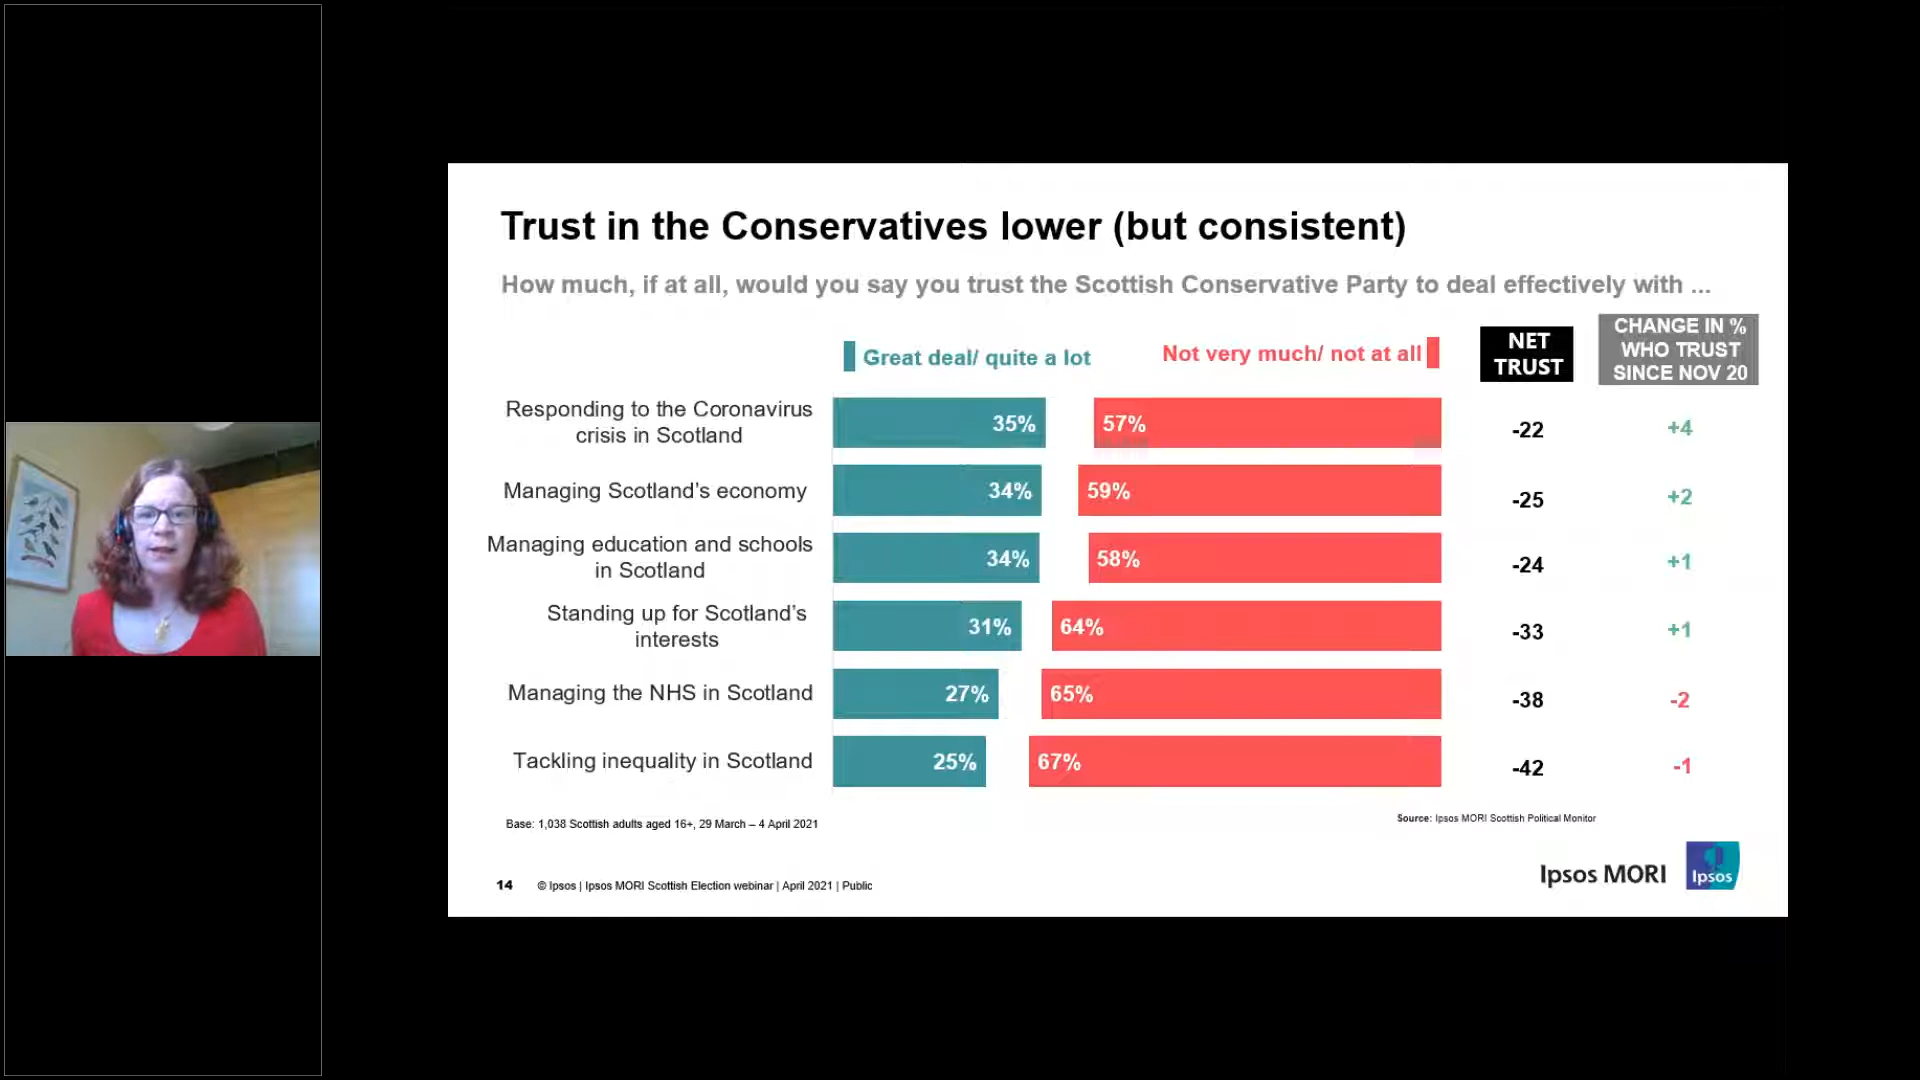 Trust in the Conservatives lower (but consistent)
How much, if at all, would you say you trust the Scottish Conservative Party to deal effectively with ...
Great deal/ quite a lot
Not very much/ not at all
NET
TRUST
CHANGE IN %
WHO TRUST
SINCE NOV 20
Responding to the Coronavirus
crisis in Scotland
35%
57%
-22
+4
Managing Scotland’s economy
34%
59%
-25
+2
Managing education and schools
in Scotland
34%
58%
-24
+1
Standing up for Scotland’s
interests
31%
64%
-33
+1
Managing the NHS in Scotland
27%
65%
-38
-2
Tackling inequality in Scotland
25%
67%
-42
-1
Base: 1,038 Scottish adults aged 16+, 29 March – 4 April 2021
Source: Ipsos MORI Scottish Political Monitor
14
© Ipsos | Ipsos MORI Scottish Election webinar | April 2021 | Public
Ipsos MORI
Ipsos